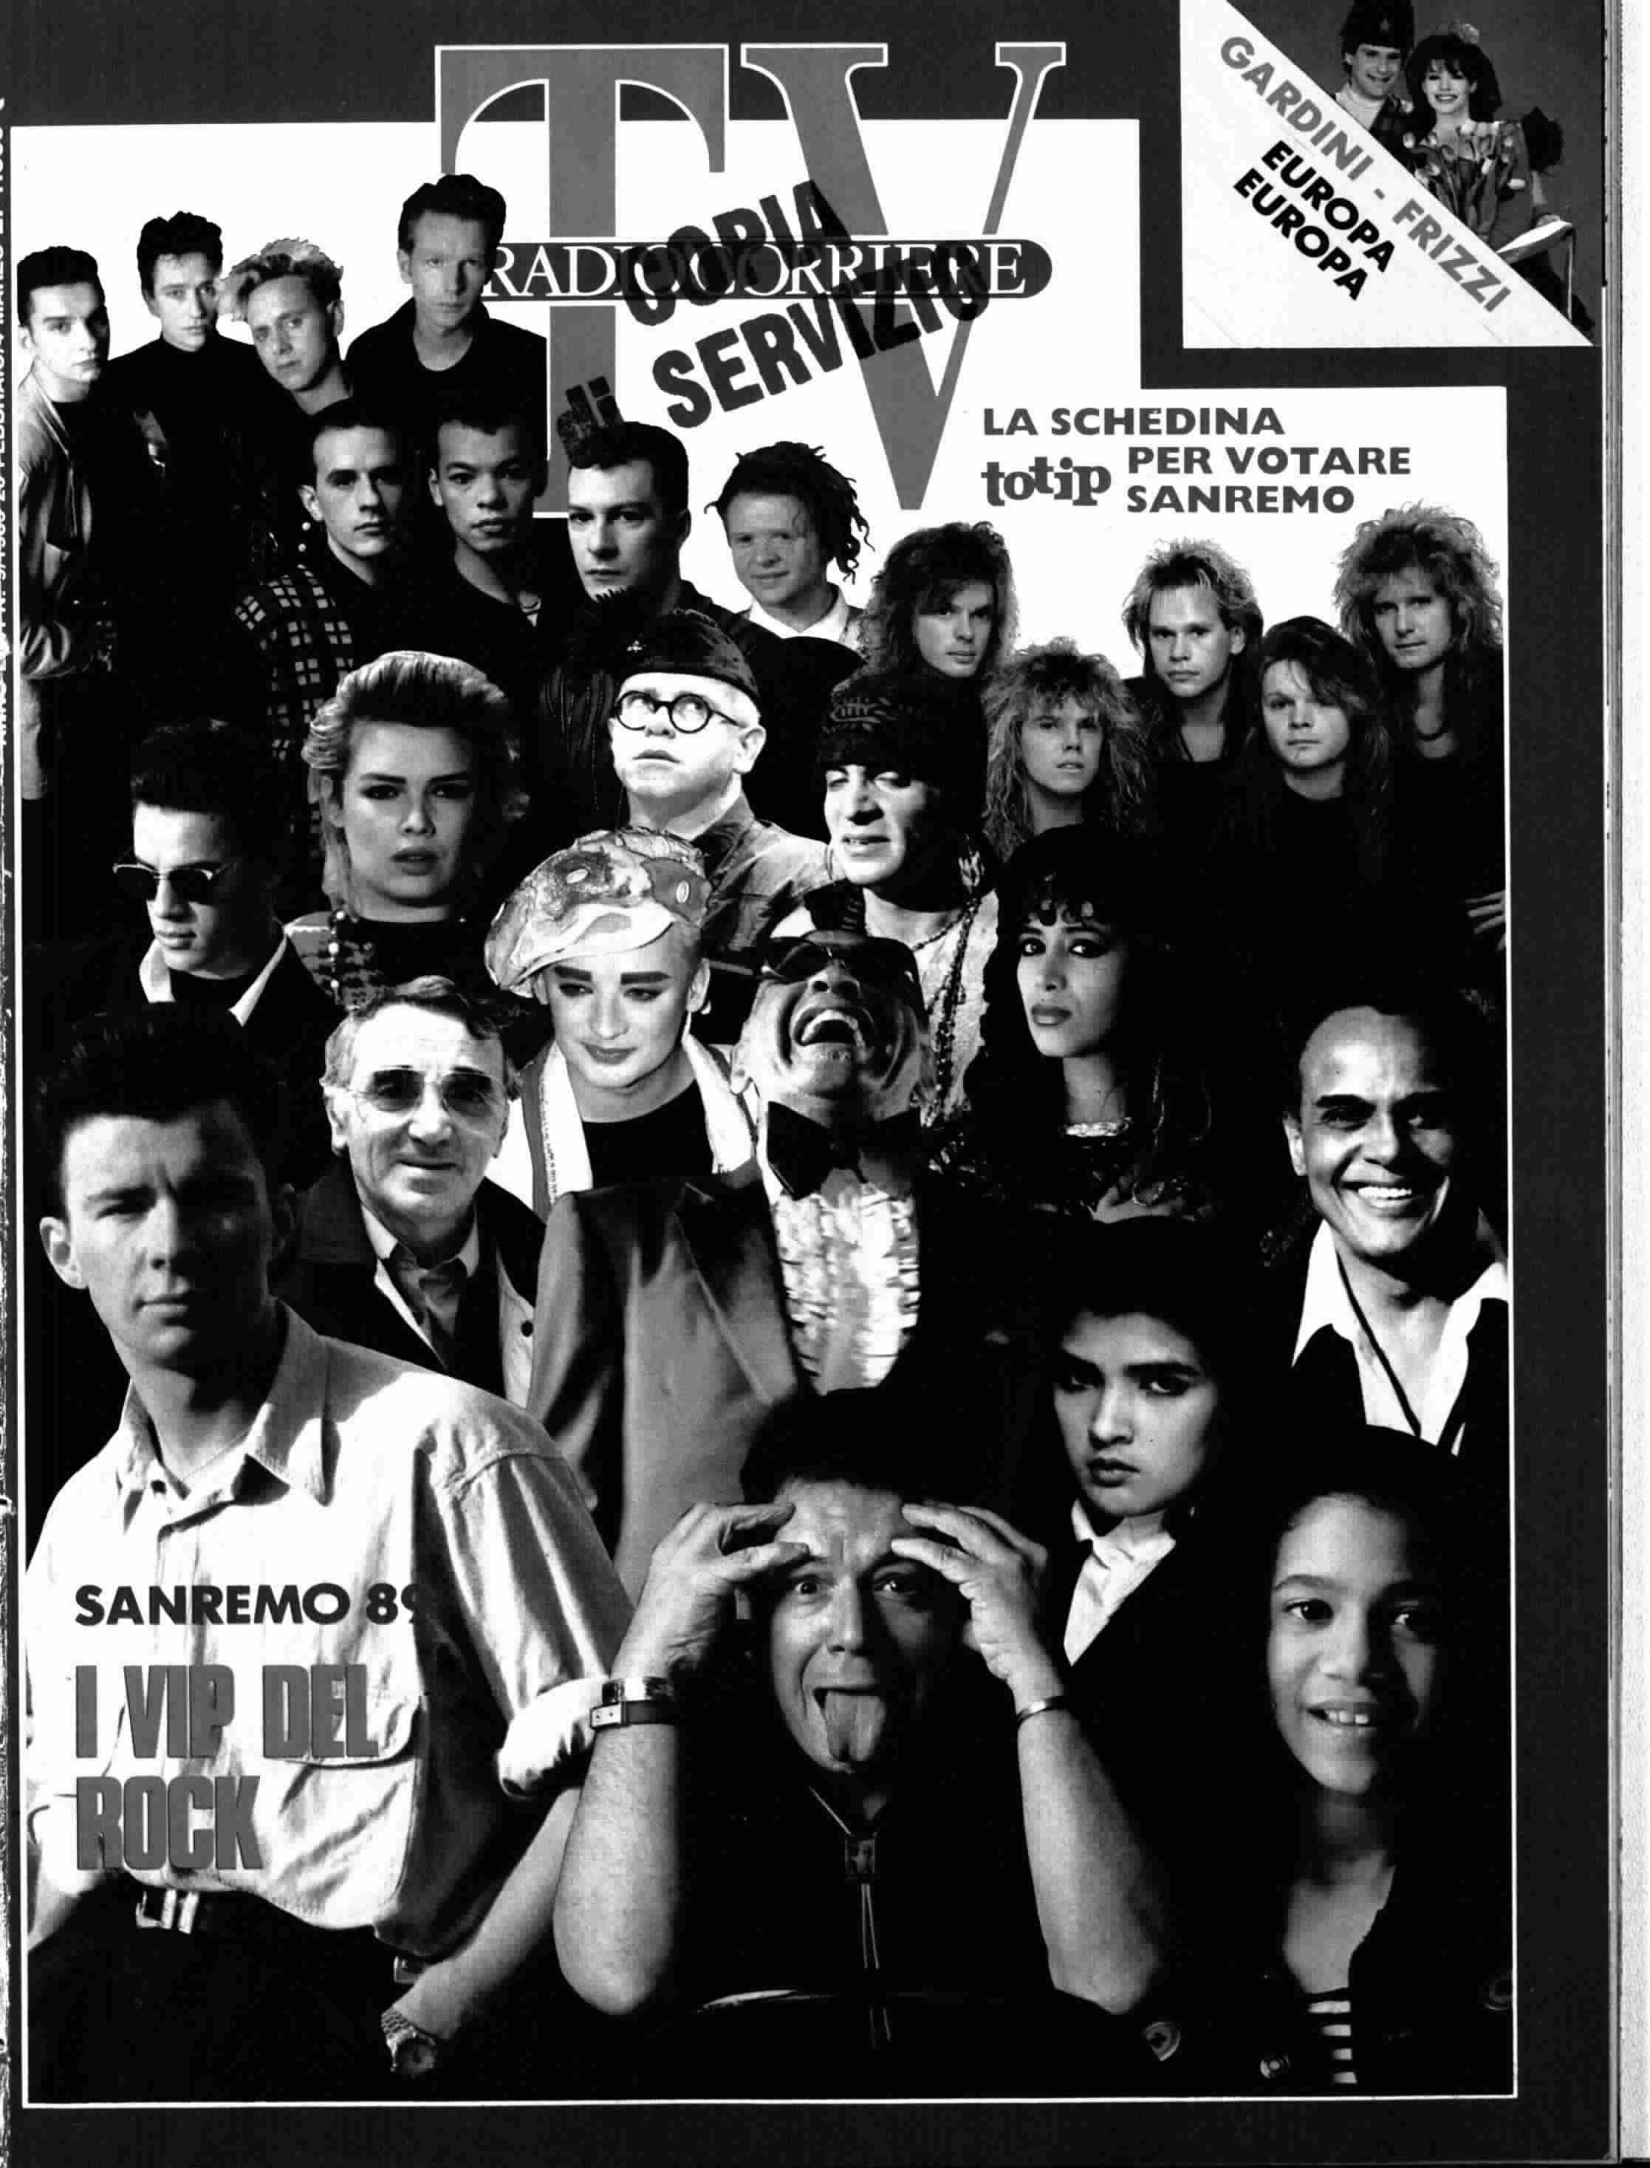 TV
RADIOCORRIERE
COPIA
di SERVIZIO
GARDINI - FRIZZI
EUROPA
EUROPA
LA SCHEDINA
totip PER VOTARE
SANREMO
SANREMO 89
I VIP DEL
ROCK